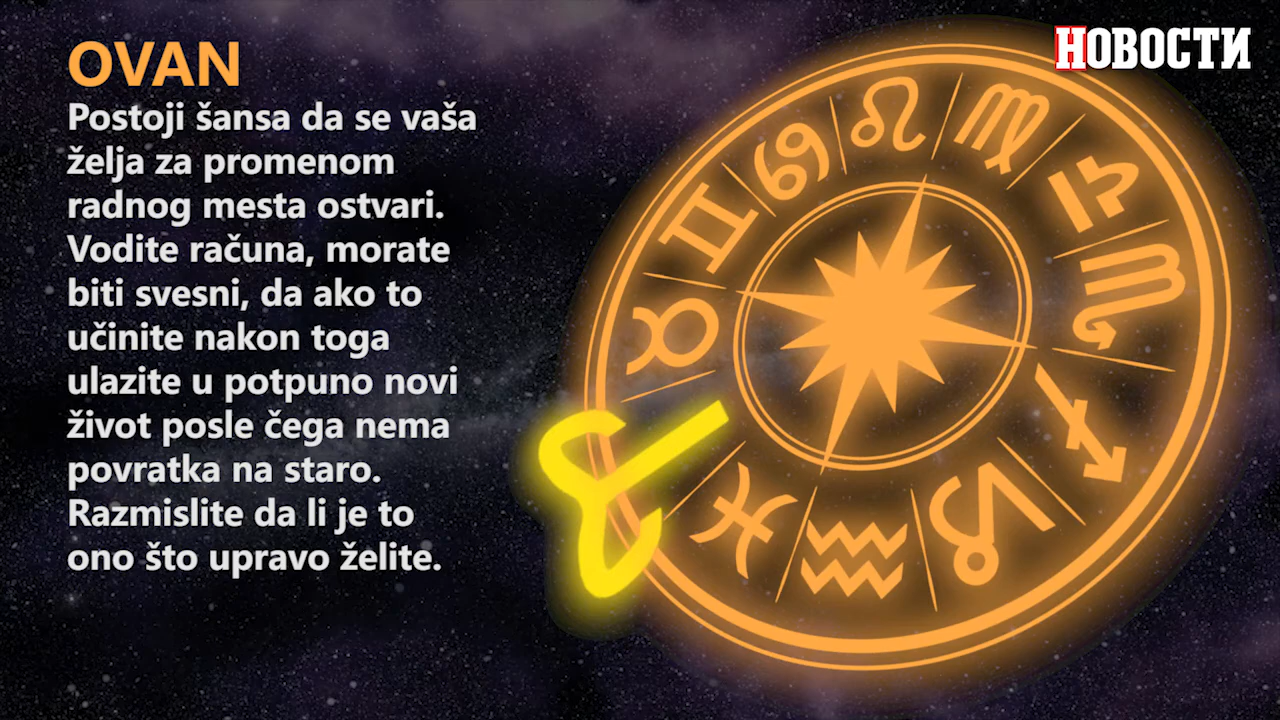 НОВОСТИ
OVAN
Postoji šansa da se vaša
želja za promenom
radnog mesta ostvari.
Vodite računa, morate
biti svesni, da ako to
učinite nakon toga
ulazite u potpuno novi
život posle čega nema
povratka na staro.
Razmislite da li je to
ono što upravo želite.